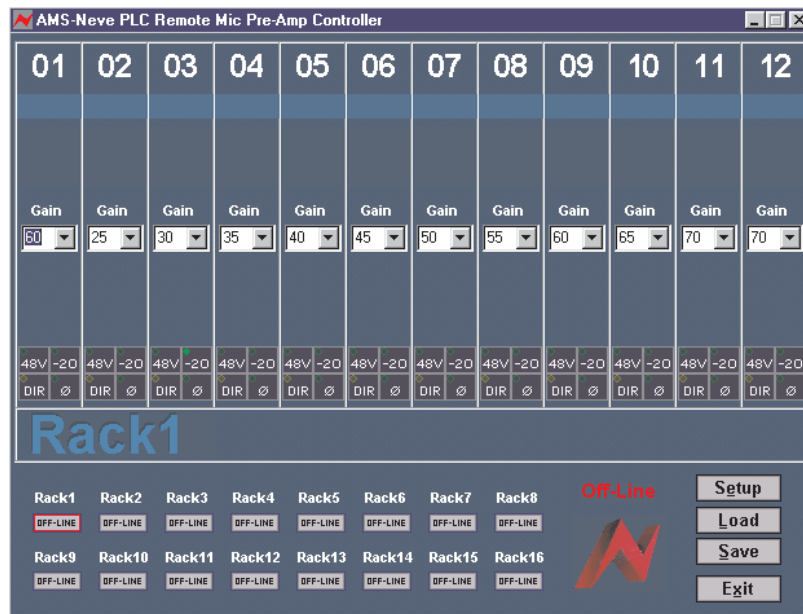 AMS-Neve PLC Remote Mic Pre-Amp Controller
01 02 03 04 05 06 07 08 09 10 11 12
Gain Gain Gain Gain Gain Gain Gain Gain Gain Gain Gain Gain
60 25 30 35 40 45 50 55 60 65 70 70
48V -20 48V -20 48V -20 48V -20 48V -20 48V -20 48V -20 48V -20 48V -20 48V -20 48V -20 48V -20
DIR Ø DIR Ø DIR Ø DIR Ø DIR Ø DIR Ø DIR Ø DIR Ø DIR Ø DIR Ø DIR Ø DIR Ø
Rack1
Rack1 Rack2 Rack3 Rack4 Rack5 Rack6 Rack7 Rack8
OFF-LINE OFF-LINE OFF-LINE OFF-LINE OFF-LINE OFF-LINE OFF-LINE OFF-LINE
Rack9 Rack10 Rack11 Rack12 Rack13 Rack14 Rack15 Rack16
OFF-LINE OFF-LINE OFF-LINE OFF-LINE OFF-LINE OFF-LINE OFF-LINE OFF-LINE
Off-Line
Setup
Load
Save
Exit